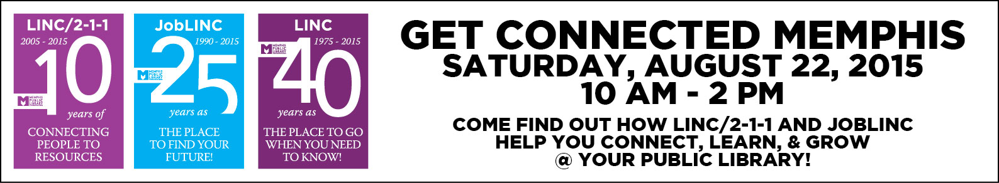 LINC/2-1-1
2005 - 2015
10
MEMPHIS
PUBLIC
LIBRARY
years of
CONNECTING
PEOPLE TO
RESOURCES
JobLINC
1990 - 2015
25
MEMPHIS
PUBLIC
LIBRARY
years as
THE PLACE
TO FIND YOUR
FUTURE!
LINC
1975 - 2015
MEMPHIS
PUBLIC
LIBRARY
40
years as
THE PLACE TO GO
WHEN YOU NEED
TO KNOW!
GET CONNECTED MEMPHIS
SATURDAY, AUGUST 22, 2015
10 AM - 2 PM
COME FIND OUT HOW LINC/2-1-1 AND JOBLINC
HELP YOU CONNECT, LEARN, & GROW
@ YOUR PUBLIC LIBRARY!